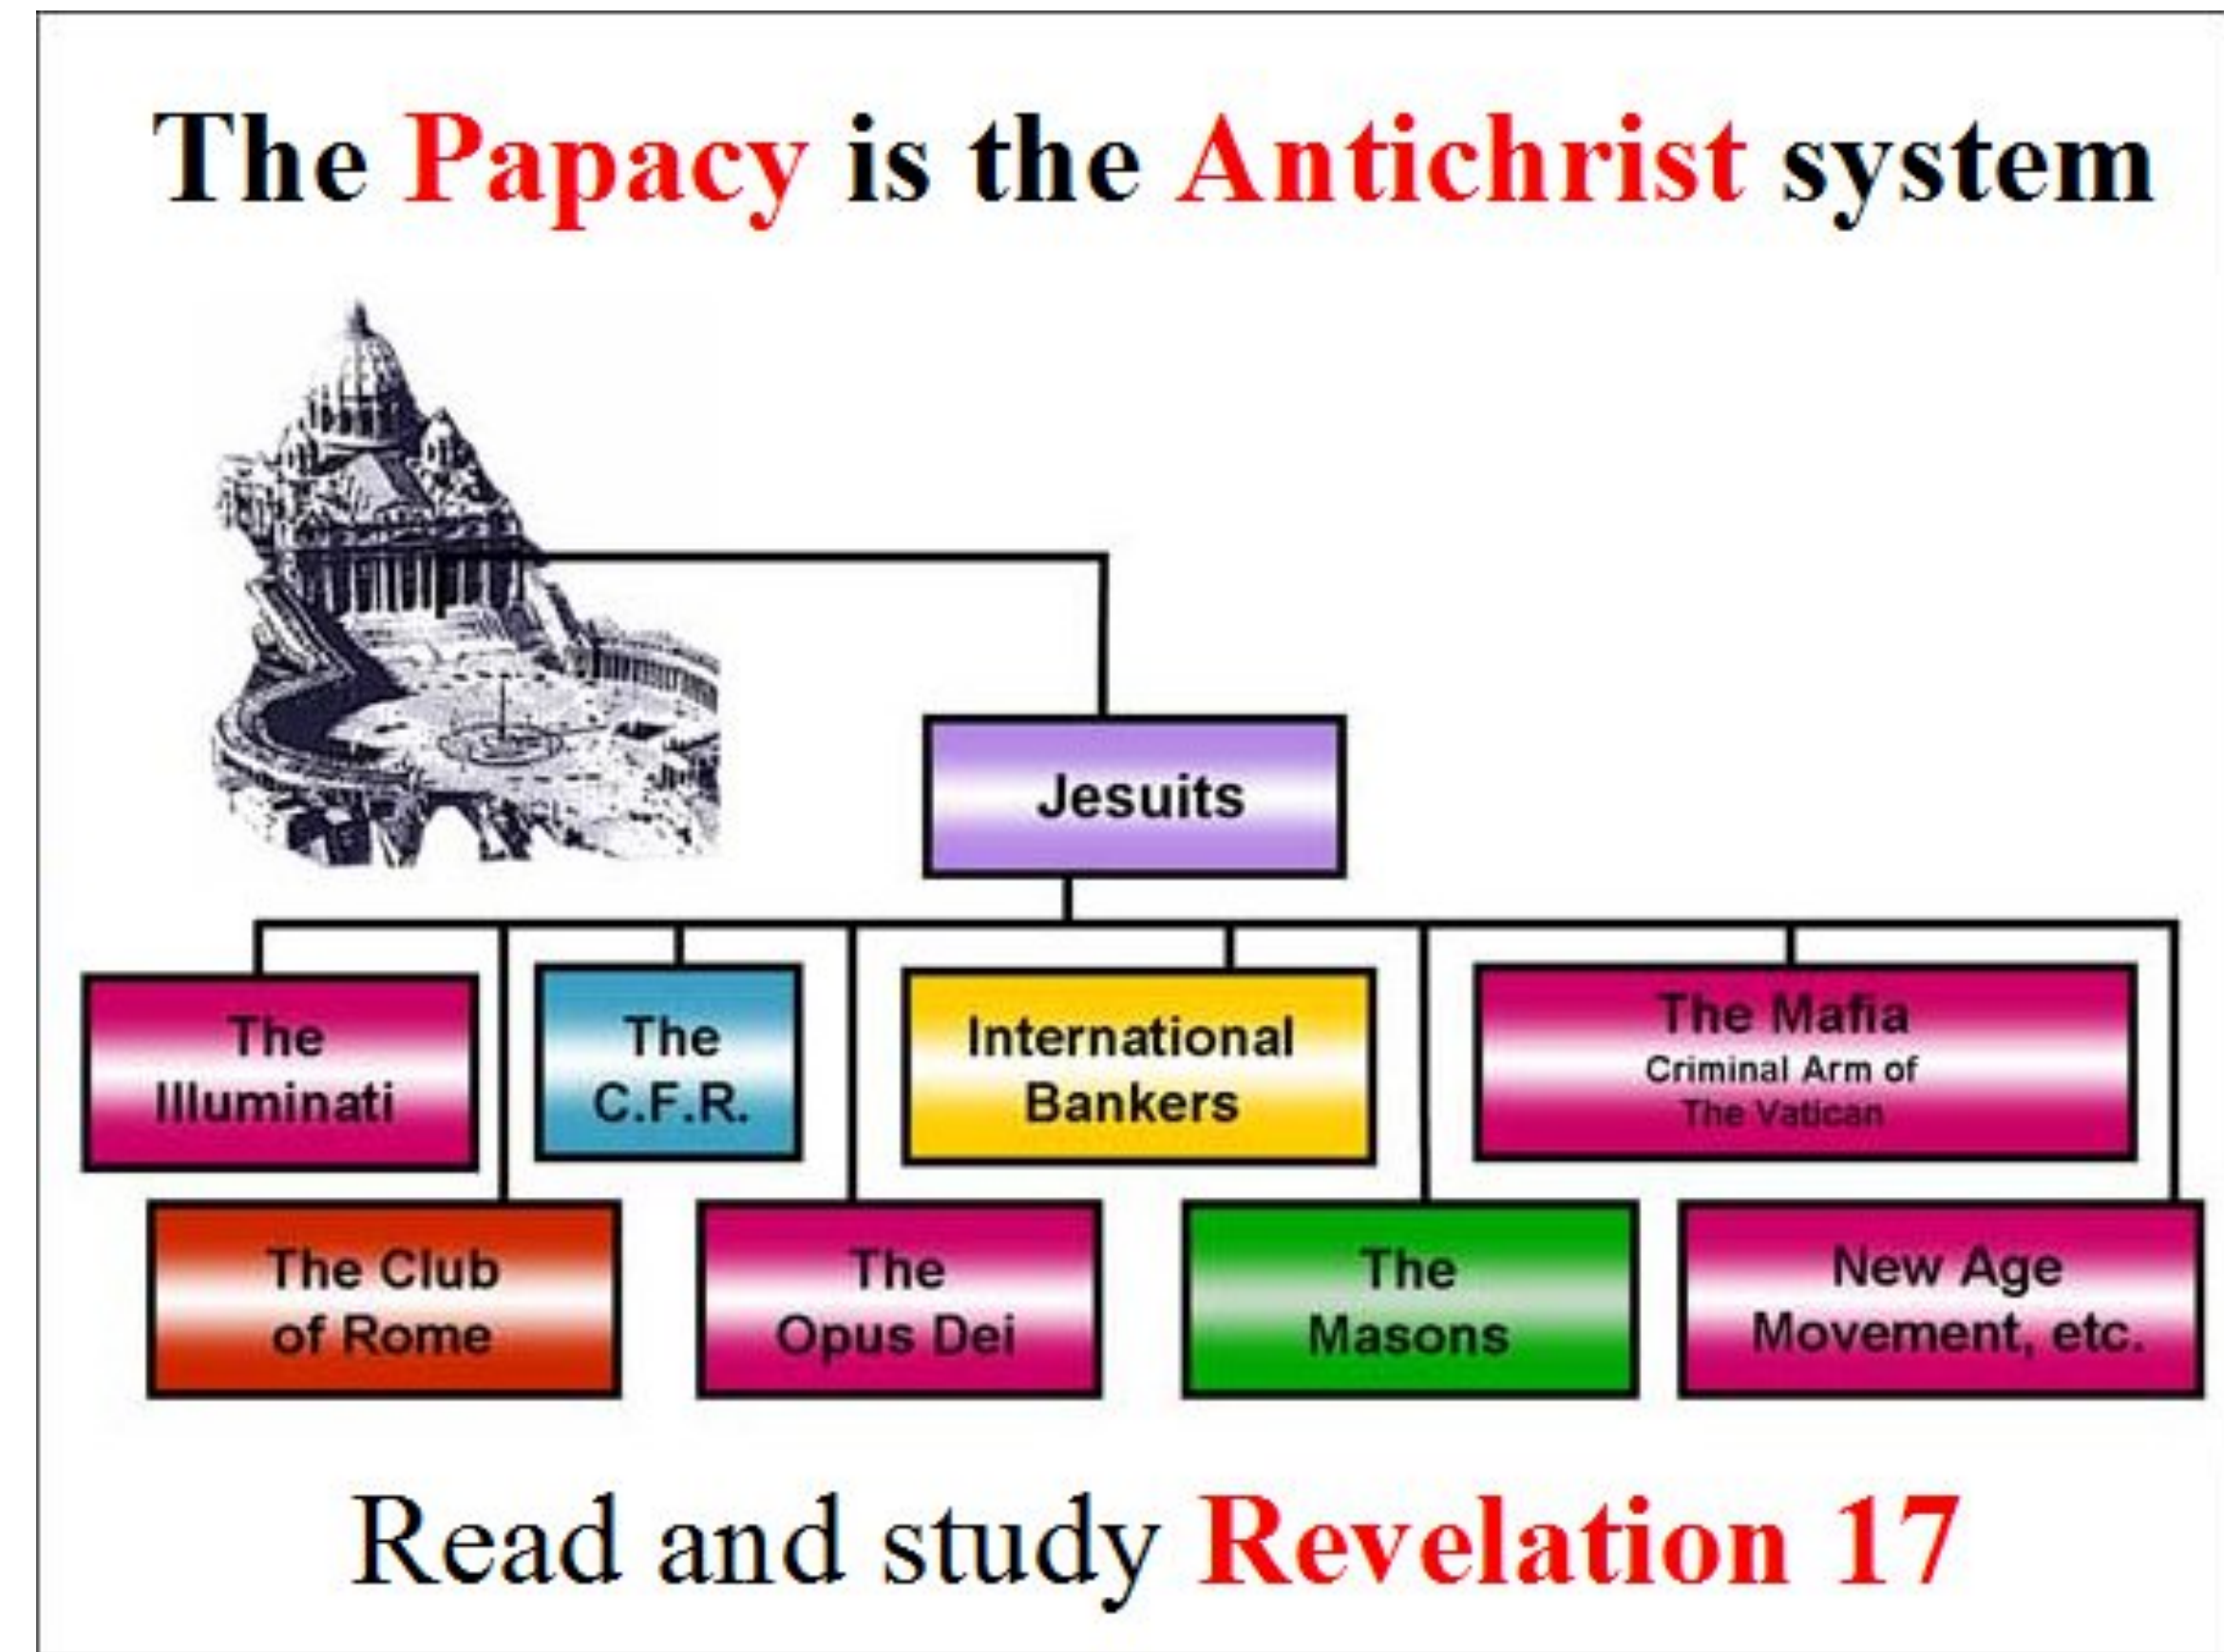 The Papacy is the Antichrist system
Jesuits
The
Illuminati
The
C.F.R.
International
Bankers
The Mafia
Criminal Arm of
The Vatican
The Club
of Rome
The
Opus Dei
The
Masons
New Age
Movement, etc.
Read and study Revelation 17